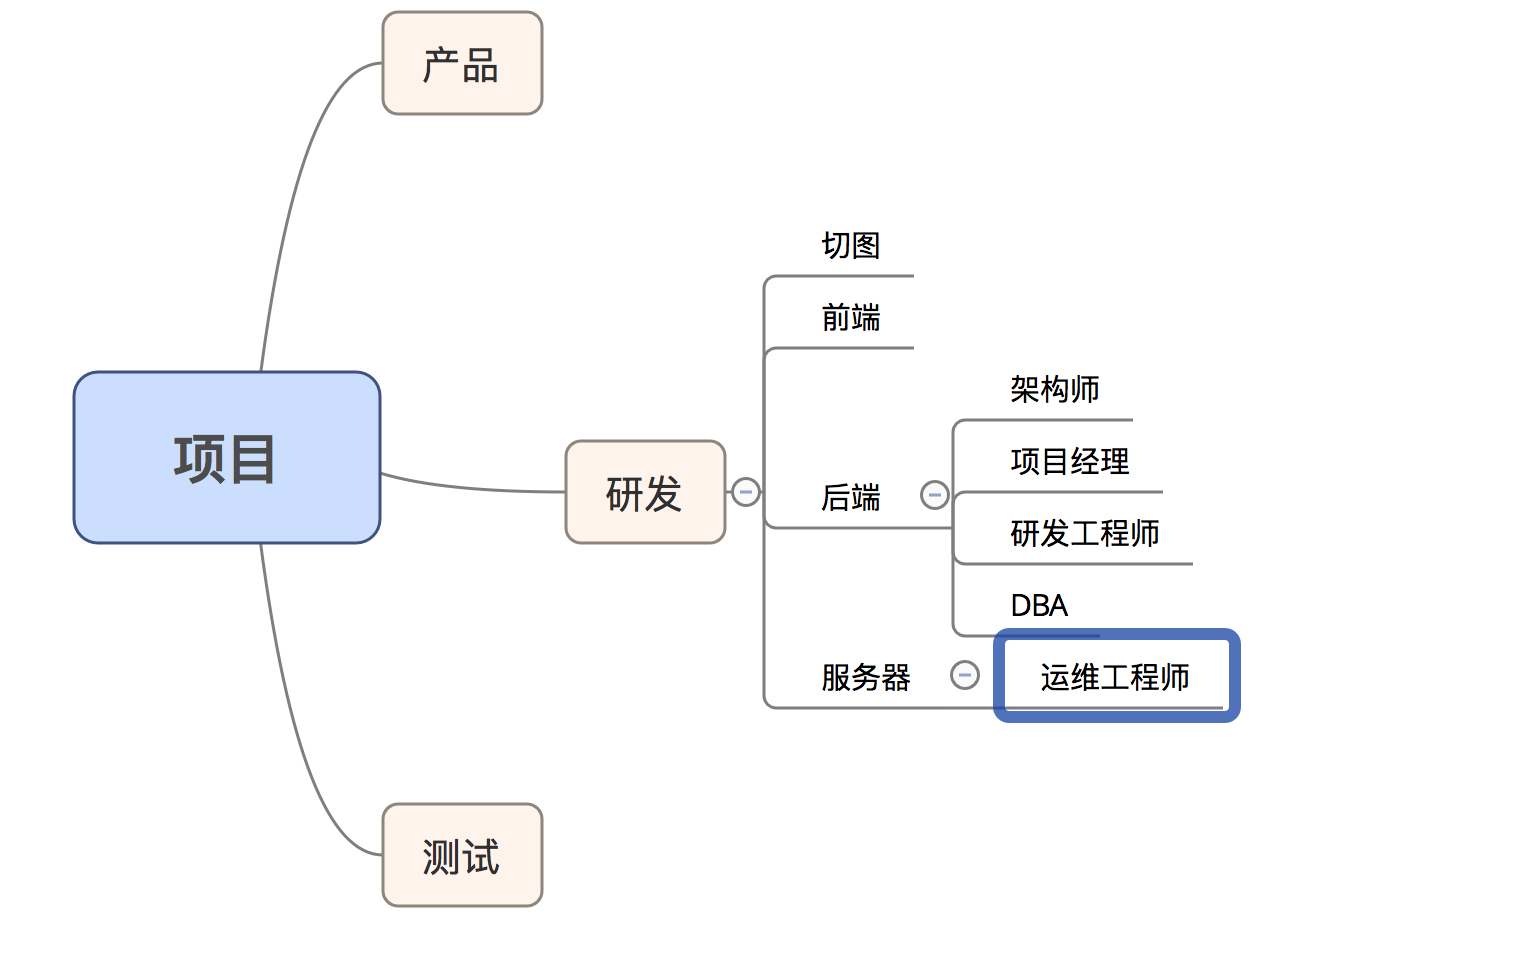 产品
切图
前端
架构师
项目经理
项目
研发
后端
研发工程师
DBA
服务器
运维工程师
测试